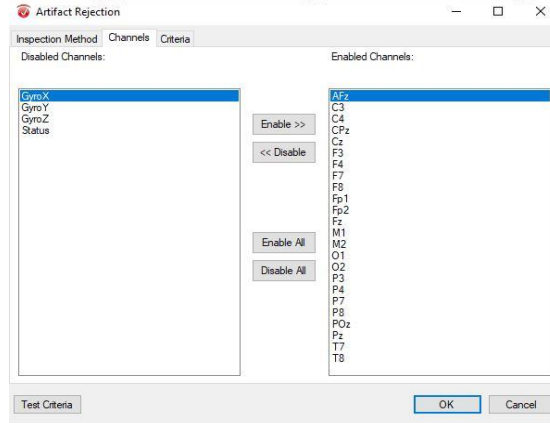 Artifact Rejection
Inspection Method Channels Criteria
Disabled Channels:
Enabled Channels:
GyroX
GyroY
GyroZ
Status
Enable >>
<< Disable
Enable All
Disable All
AFz
C3
C4
CPz
Cz
F3
F4
F7
F8
Fp1
Fp2
Fz
M1
M2
O1
O2
P3
P4
P7
P8
POz
Pz
T7
T8
Test Criteria
OK
Cancel